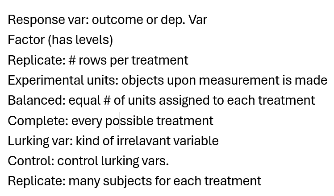 Response var: outcome or dep. Var
Factor (has levels)
Replicate: # rows per treatment
Experimental units: objects upon measurement is made
Balanced: equal # of units assigned to each treatment
Complete: every possible treatment
Lurking var: kind of irrelavant variable
Control: control lurking vars.
Replicate: many subjects for each treatment